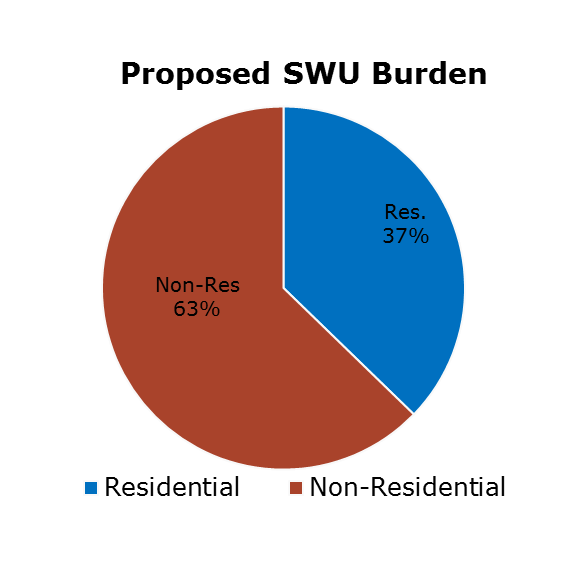 Proposed SWU Burden
Res.
37%
Non-Res
63%
Residential
Non-Residential